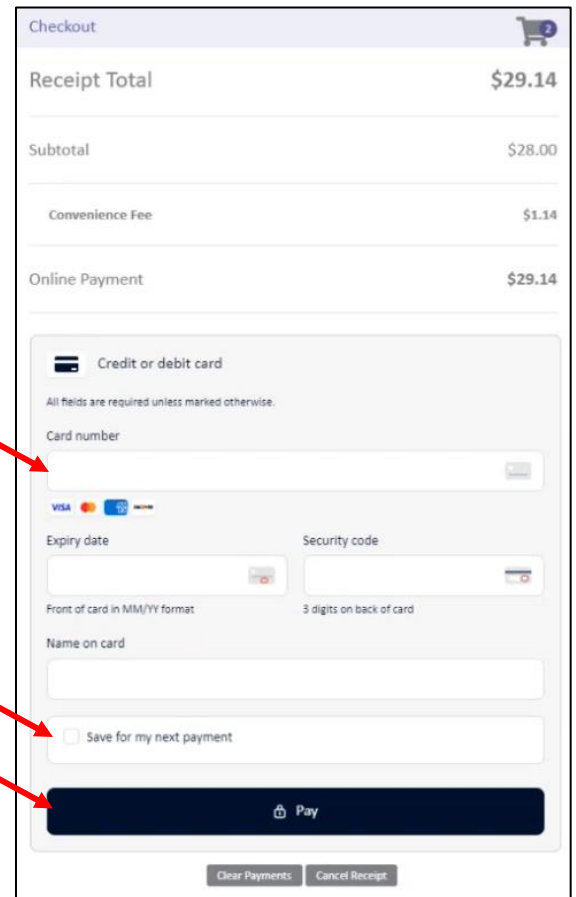 Checkout 2
Receipt Total $29.14
Subtotal $28.00
Convenience Fee $1.14
Online Payment $29.14
Credit or debit card
All fields are required unless marked otherwise.
Card number
VISA
Expiry date Security code
Front of card in MM/YY format 3 digits on back of card
Name on card
Save for my next payment
Pay
Clear Payments Cancel Receipt